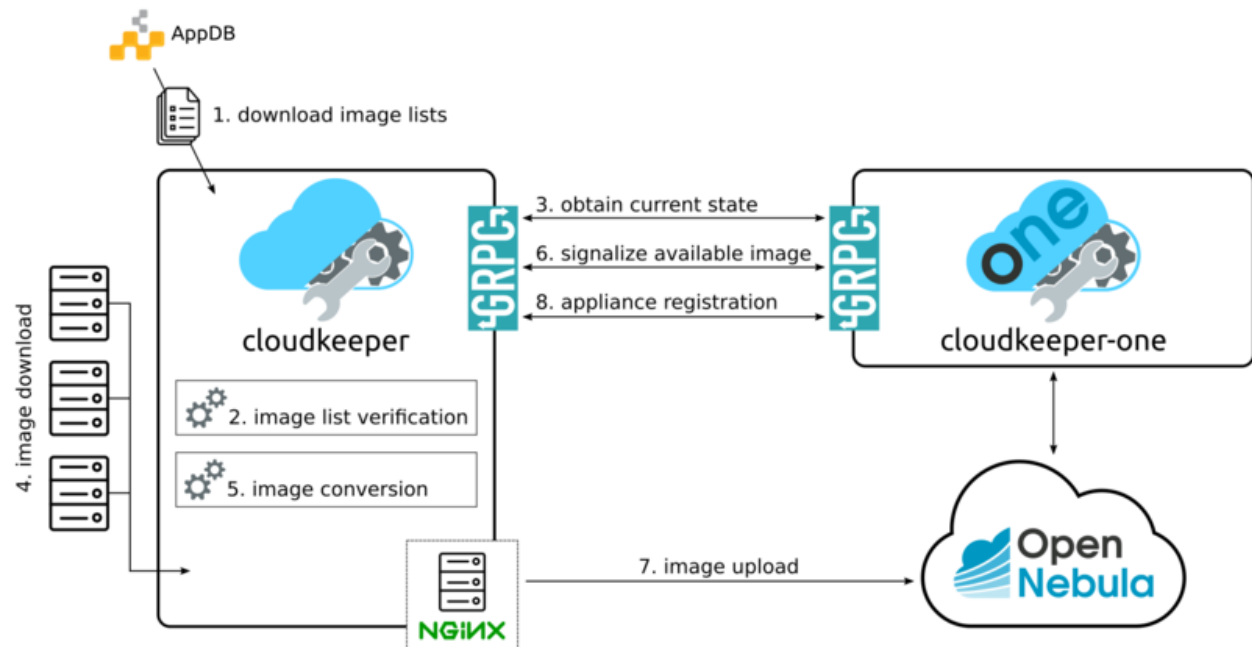 AppDB
1. download image lists
3. obtain current state
6. signalize available image
8. appliance registration
GRPC
GRPC
one
cloudkeeper
cloudkeeper-one
2. image list verification
4. image download
5. image conversion
7. image upload
NGiNX
Open
Nebula